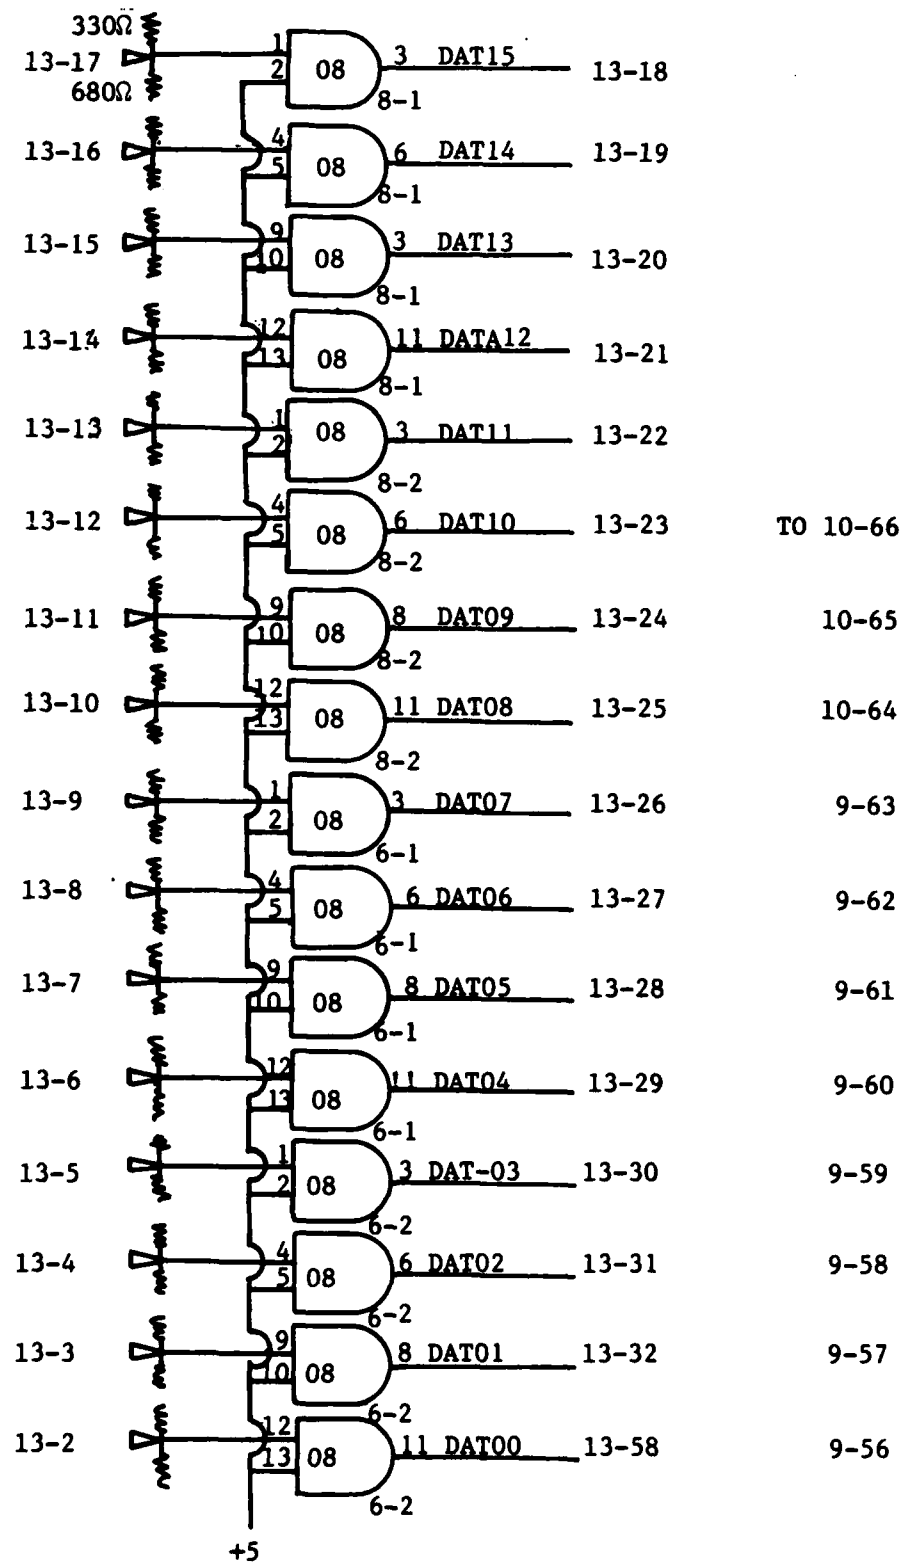 330Ω
13-17 1 08 3 DAT15 13-18
2
680Ω 8-1
13-16 4 08 6 DAT14 13-19
5 8-1
13-15 9 08 3 DAT13 13-20
10 8-1
13-14 12 08 11 DATA12 13-21
13 8-1
13-13 1 08 3 DAT11 13-22
2 8-2
13-12 4 08 6 DAT10 13-23 TO 10-66
5 8-2
13-11 9 08 8 DAT09 13-24 10-65
10 8-2
13-10 12 08 11 DAT08 13-25 10-64
13 8-2
13-9 1 08 3 DAT07 13-26 9-63
2 6-1
13-8 4 08 6 DAT06 13-27 9-62
5 6-1
13-7 9 08 8 DAT05 13-28 9-61
10 6-1
13-6 12 08 11 DAT04 13-29 9-60
13 6-1
13-5 1 08 3 DAT-03 13-30 9-59
2 6-2
13-4 4 08 6 DAT02 13-31 9-58
5 6-2
13-3 9 08 8 DAT01 13-32 9-57
10 6-2
13-2 12 08 11 DAT00 13-58 9-56
13 6-2
+5